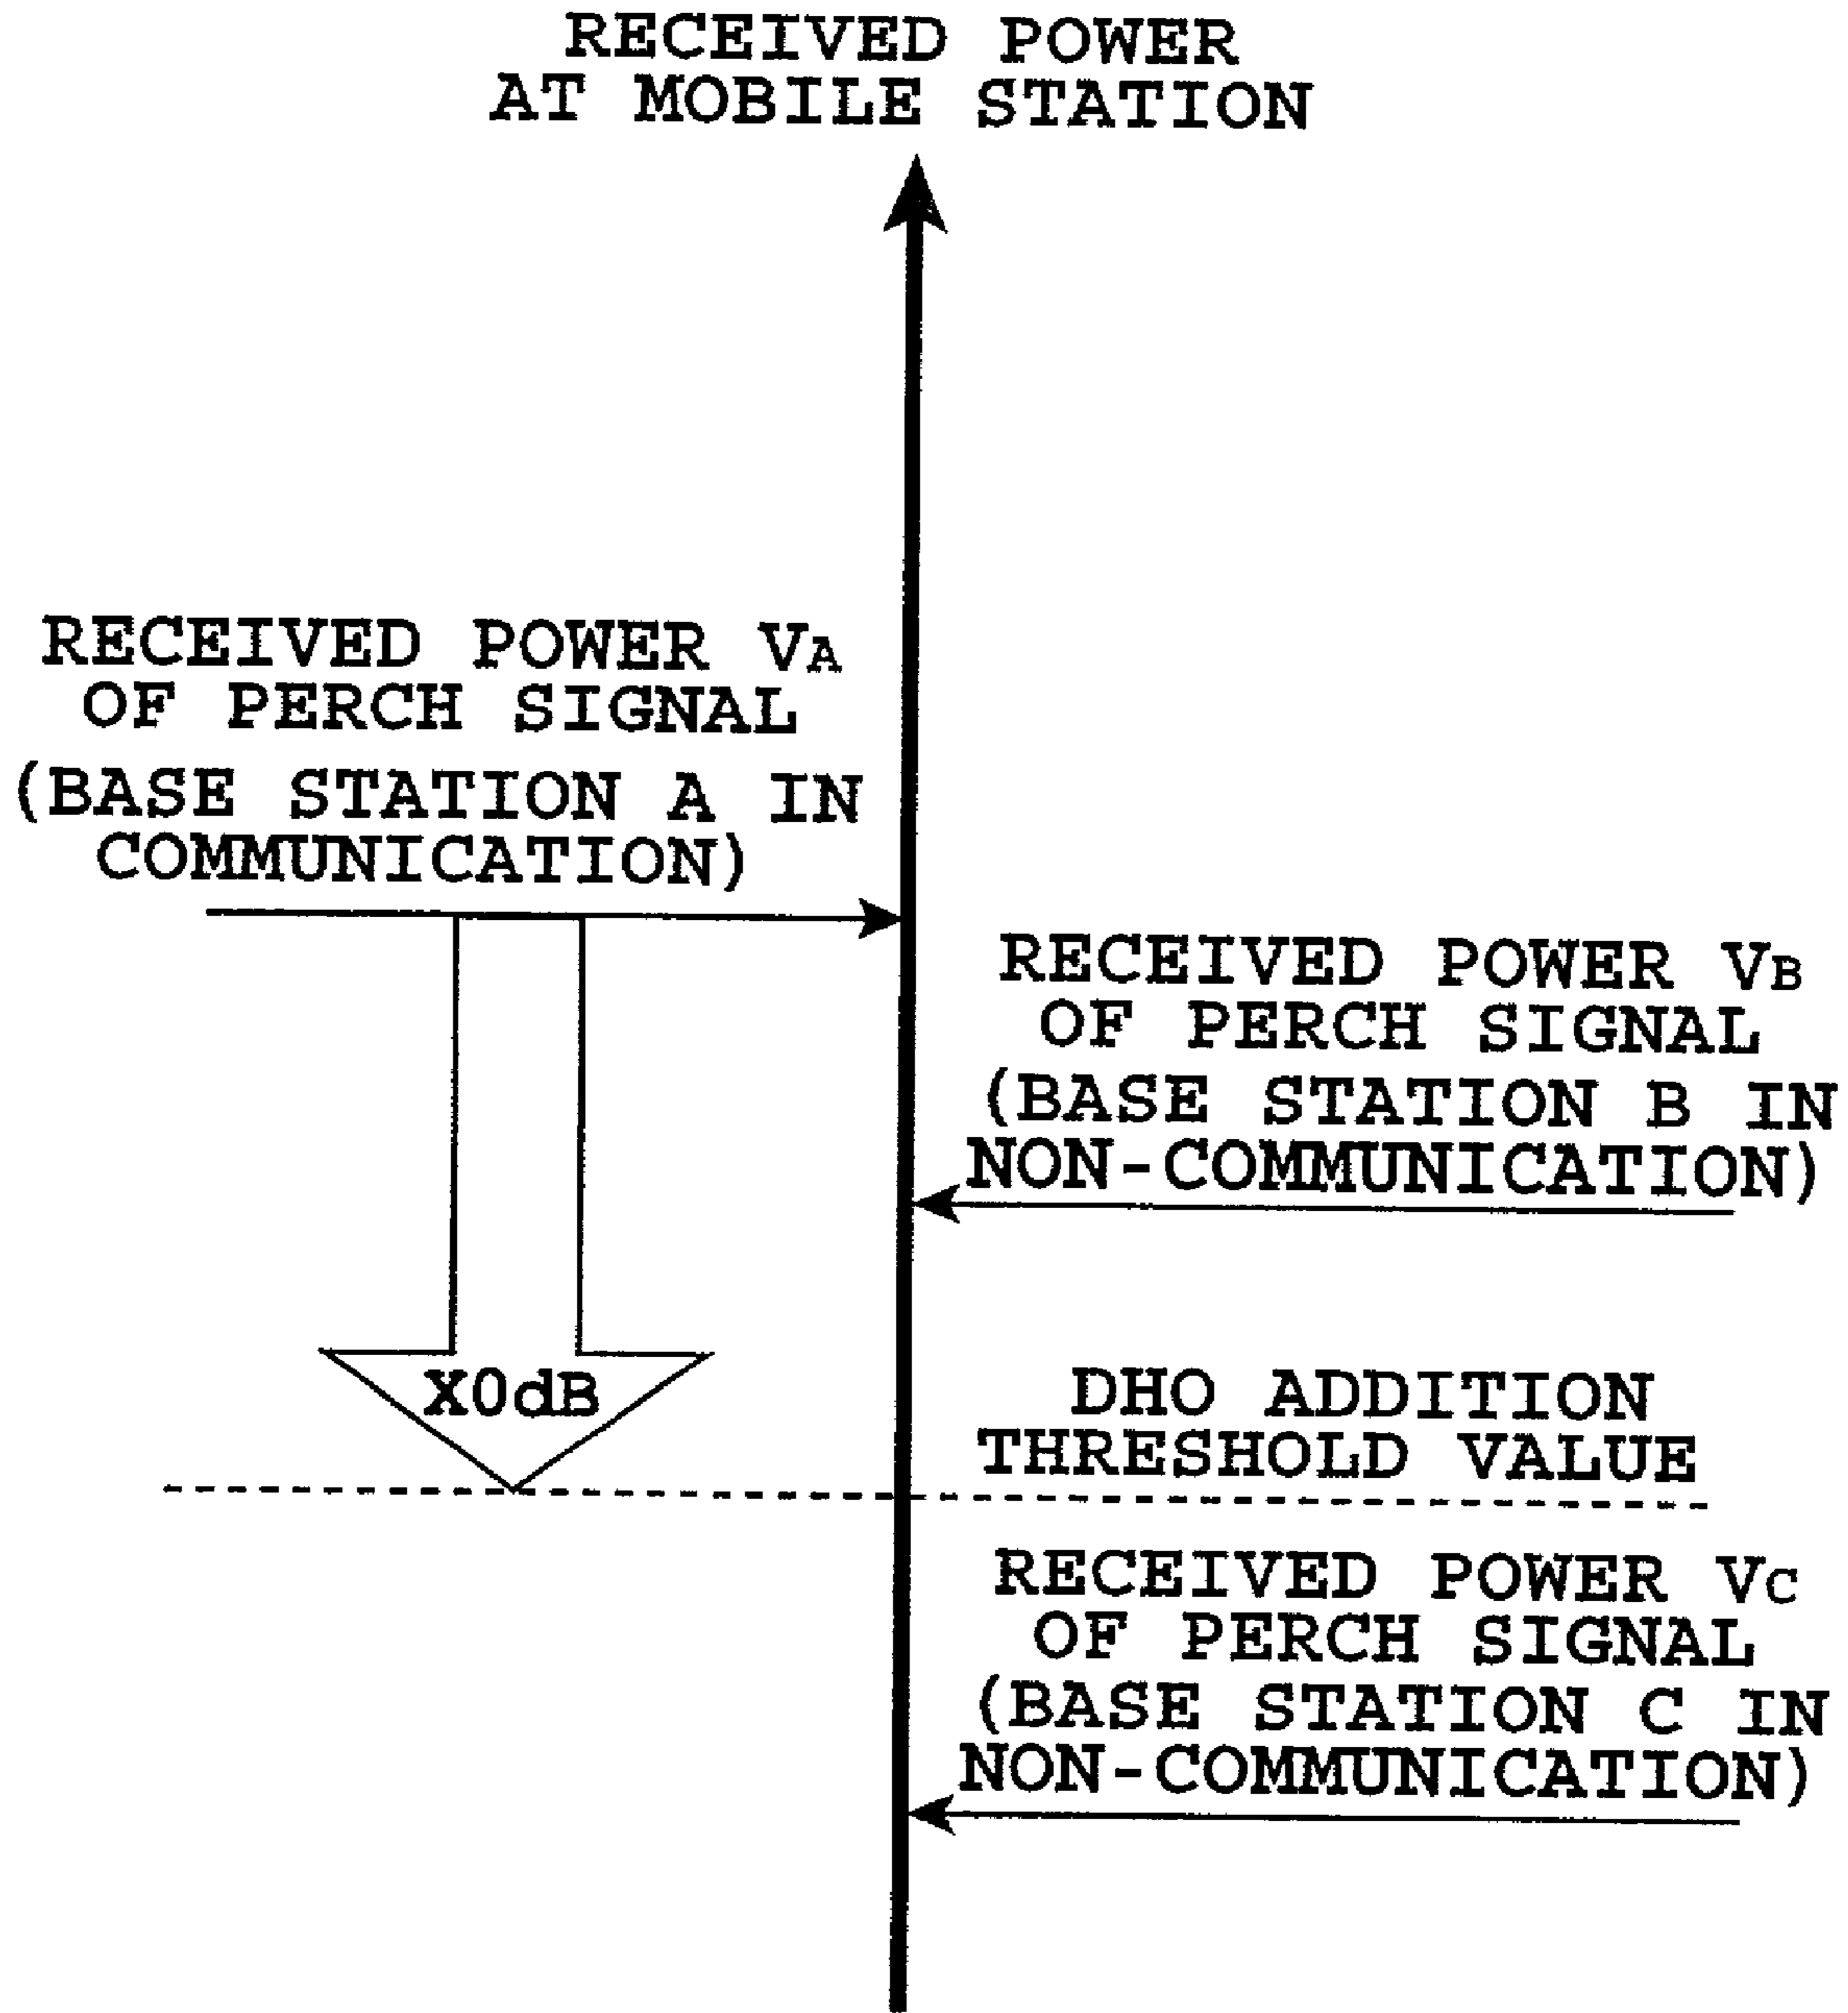 RECEIVED POWER
AT MOBILE STATION
RECEIVED POWER VA
OF PERCH SIGNAL
(BASE STATION A IN
COMMUNICATION)
RECEIVED POWER VB
OF PERCH SIGNAL
(BASE STATION B IN
NON-COMMUNICATION)
X0dB
DHO ADDITION
THRESHOLD VALUE
RECEIVED POWER VC
OF PERCH SIGNAL
(BASE STATION C IN
NON-COMMUNICATION)